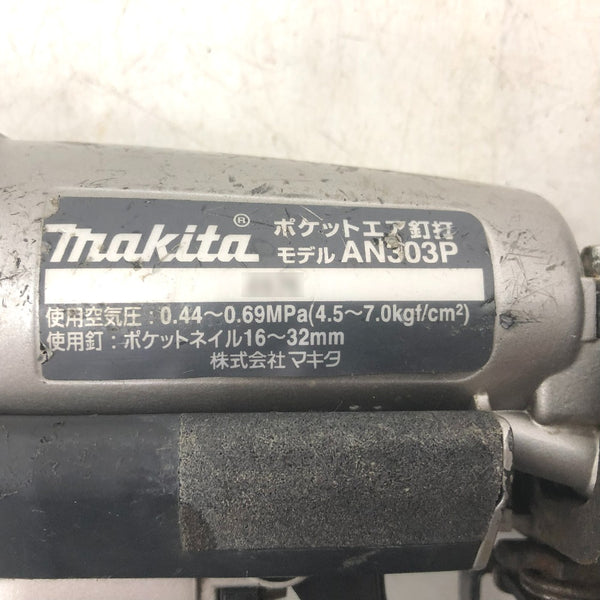 makita® ポケットエア釘打
モデル AN303P
使用空気圧：0.44～0.69MPa(4.5～7.0kgf/cm²)
使用釘：ポケットネイル16～32mm
株式会社マキタ